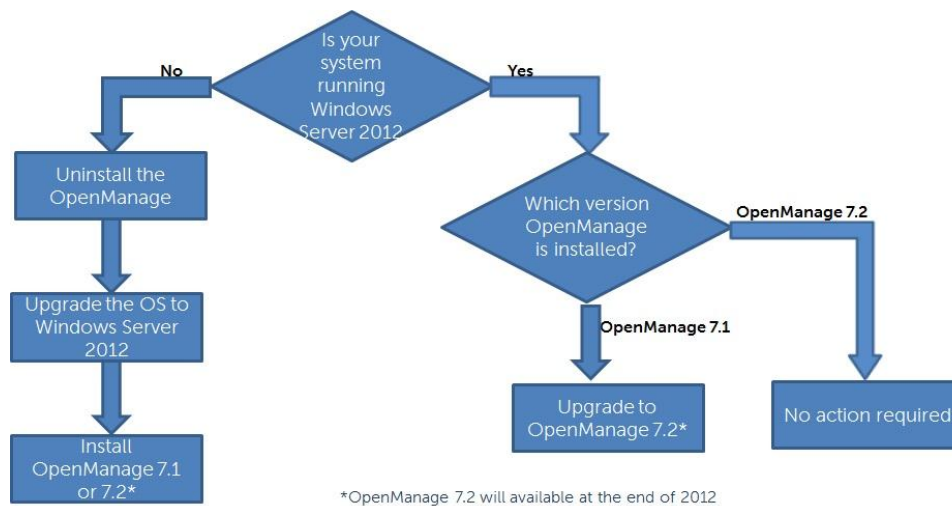 Is your
system
running
Windows
Server 2012
No
Yes
Uninstall the
OpenManage
Upgrade the OS to
Windows Server
2012
Install
OpenManage 7.1
or 7.2*
Which version
OpenManage
is installed?
OpenManage 7.2
OpenManage 7.1
Upgrade to
OpenManage 7.2*
No action required
*OpenManage 7.2 will available at the end of 2012